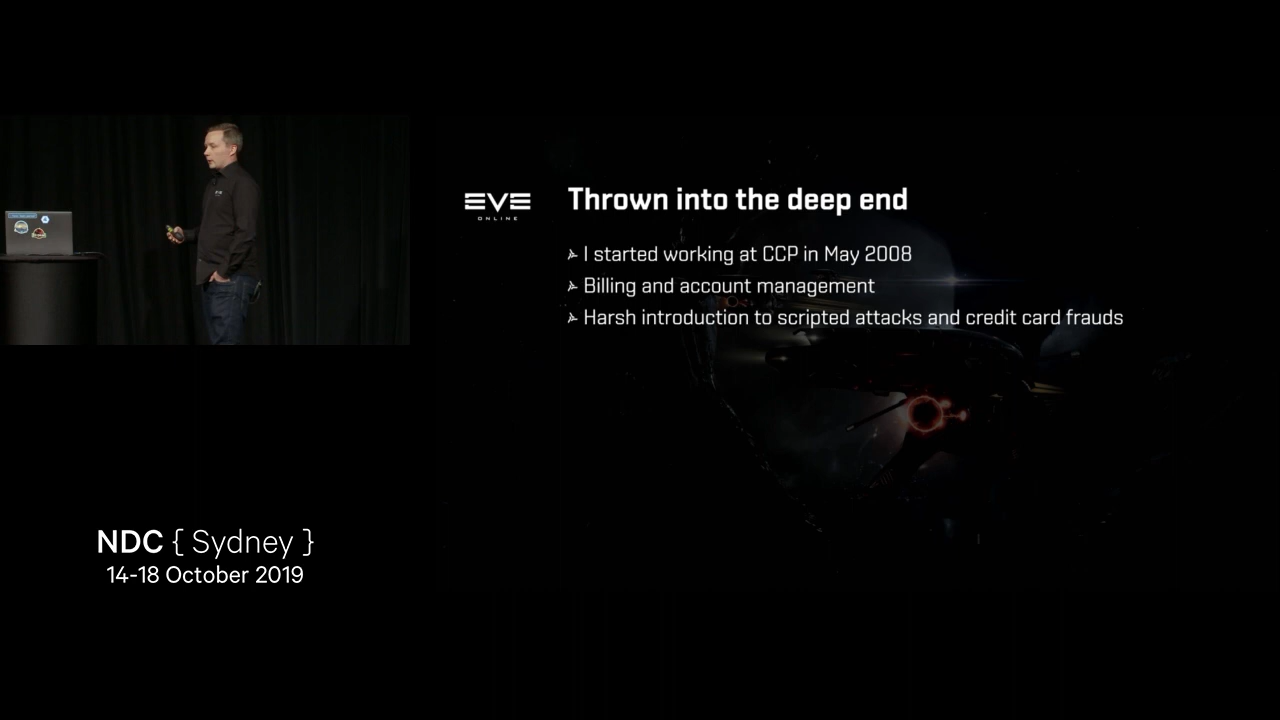 EVE
ONLINE
Thrown into the deep end
I started working at CCP in May 2008
Billing and account management
Harsh introduction to scripted attacks and credit card frauds
NDC { Sydney }
14-18 October 2019